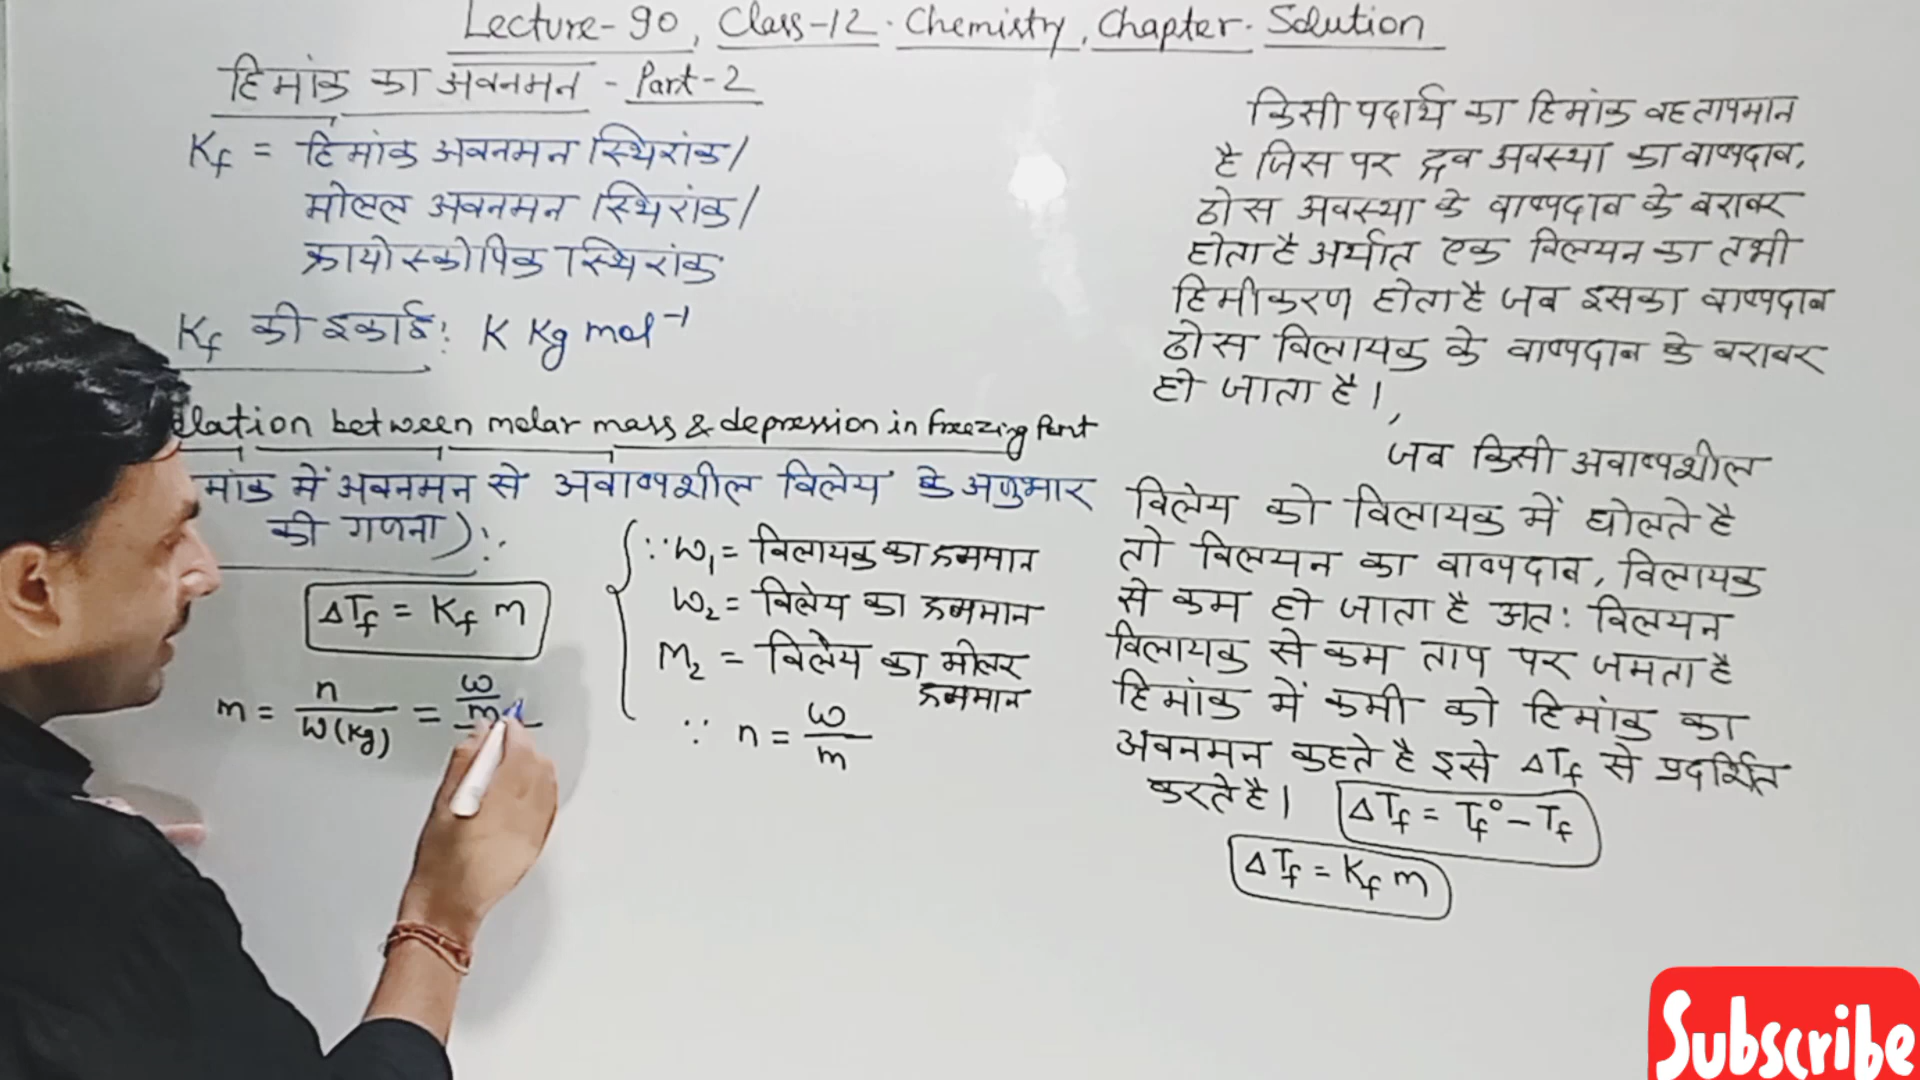 Lecture-90, Class-12. Chemistry, Chapter. Solution
हिमांक का अवनमन - Part-2
Kf = हिमांक अवनमन स्थिरांक/
मोलल अवनमन स्थिरांक/
क्रायोस्कोपिक स्थिरांक
Kf की इकाई: K Kg mol⁻¹
elation between molar mass & depression in freezing Point
मांक में अवनमन से अवाष्पशील विलेय के अणुभार
की गणना):.
ΔTf = Kf m
m = n / W(Kg) = w / m
∵ W₁ = विलायक का द्रव्यमान
W₂ = विलेय का द्रव्यमान
M₂ = विलेय का मोलर
द्रव्यमान
∵ n = w / m
किसी पदार्थ का हिमांक वह तापमान
है जिस पर द्रव अवस्था का वाष्पदाब,
ठोस अवस्था के वाष्पदाब के बराबर
होता है अर्थात एक विलयन का तभी
हिमीकरण होता है जब इसका वाष्पदाब
ठोस विलायक के वाष्पदाब के बराबर
हो जाता है।,
जब किसी अवाष्पशील
विलेय को विलायक में घोलते है
तो विलयन का वाष्पदाब, विलायक
से कम हो जाता है अत: विलयन
विलायक से कम ताप पर जमता है
हिमांक में कमी को हिमांक का
अवनमन कहते है इसे ΔTf से प्रदर्शित
करते है। ΔTf = Tf° - Tf
ΔTf = Kf m
Subscribe